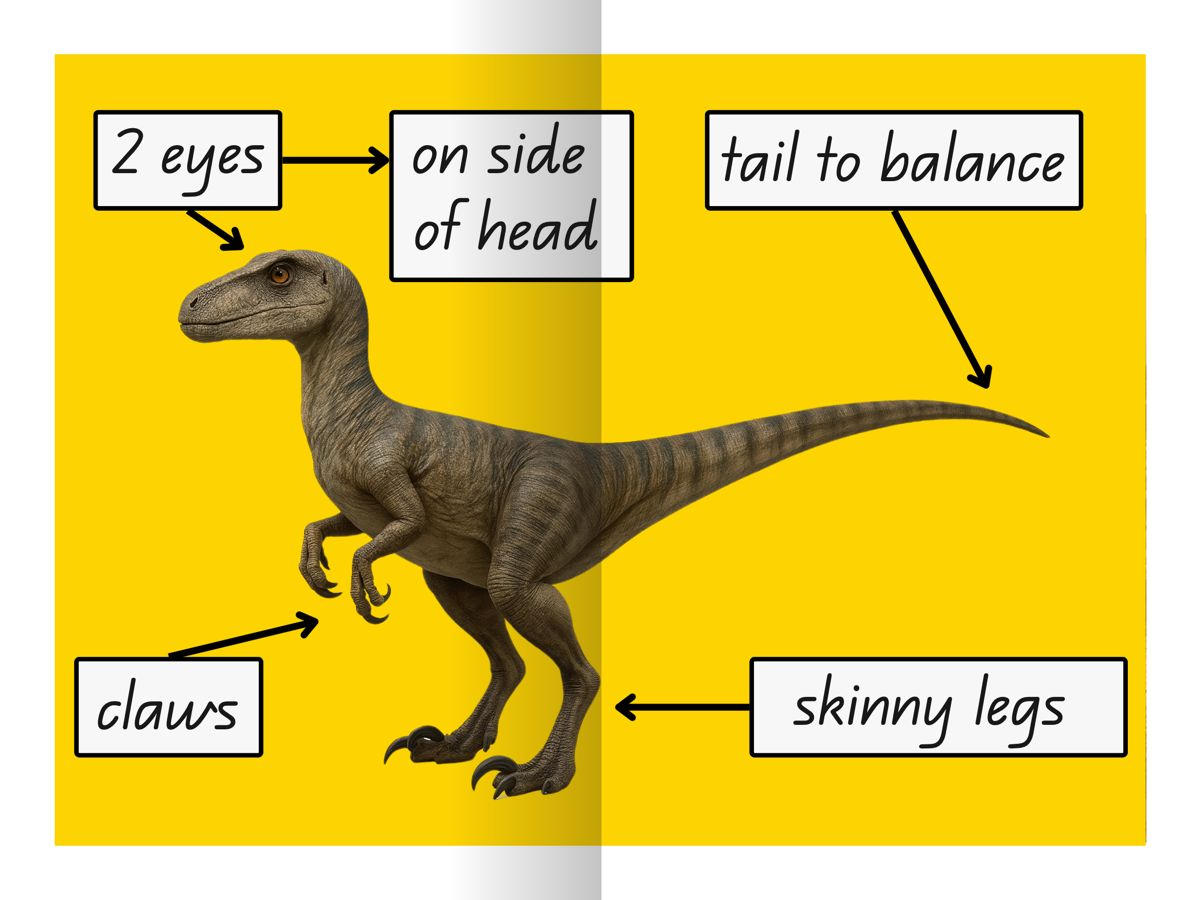 2 eyes
on side
of head
tail to balance
claws
skinny legs